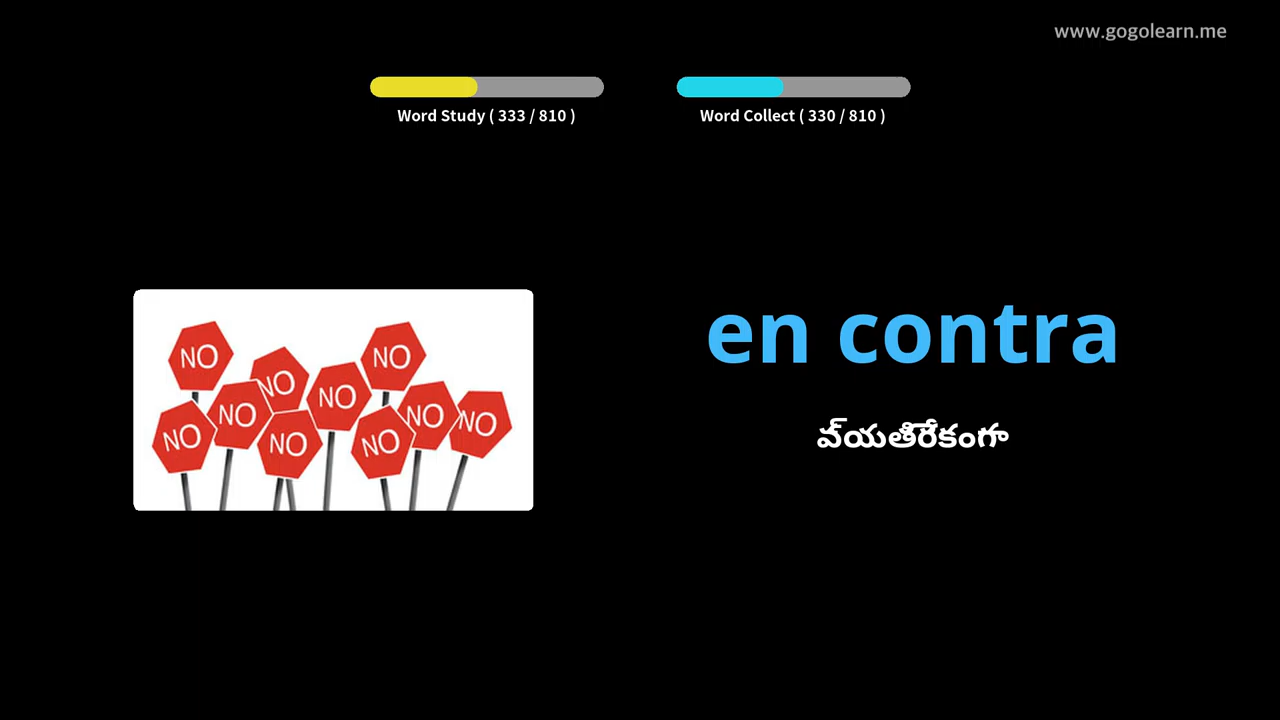 www.gogolearn.me
Word Study ( 333 / 810 )
Word Collect ( 330 / 810 )
NO
NO
NO
NO
NO
NO
NO
NO
NO
NO
en contra
వ్యతిరేకంగా